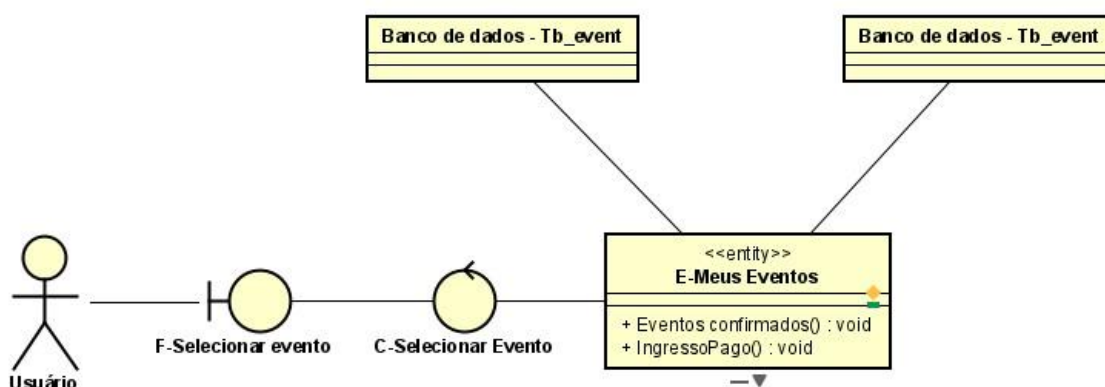 Banco de dados - Tb_event
Banco de dados - Tb_event
<<entity>>
E-Meus Eventos
+ Eventos confirmados() : void
+ IngressoPago() : void
F-Selecionar evento
C-Selecionar Evento
Usuário